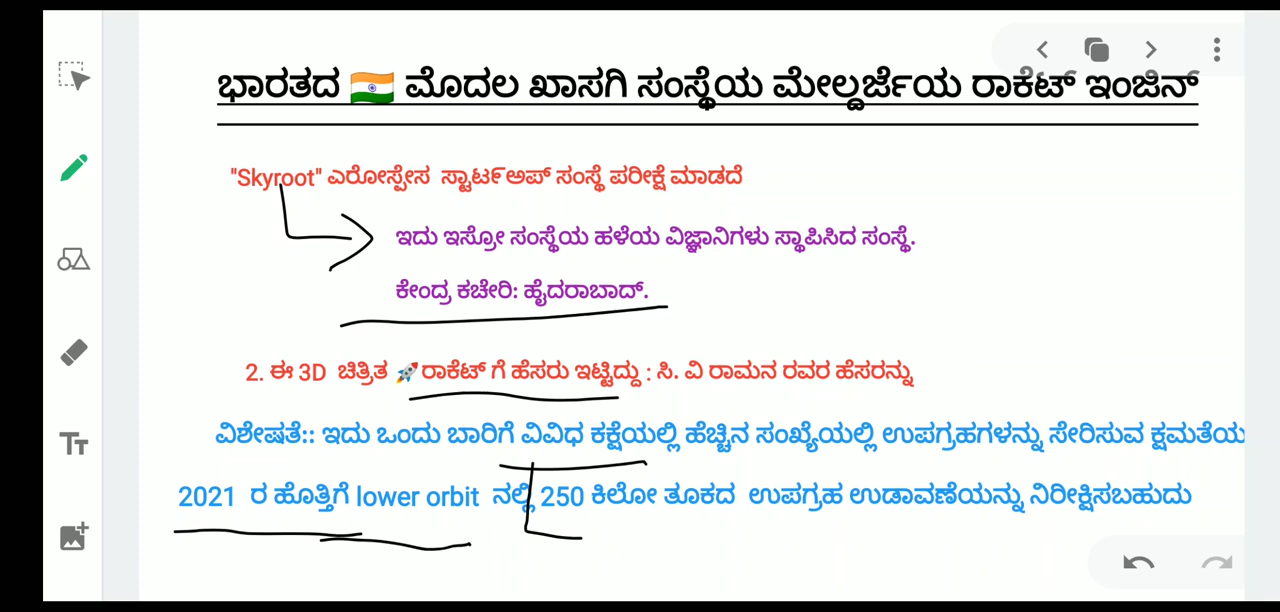 ಭಾರತದ 🇮🇳 ಮೊದಲ ಖಾಸಗಿ ಸಂಸ್ಥೆಯ ಮೇಲ್ದರ್ಜೆಯ ರಾಕೆಟ್ ಇಂಜಿನ್
"Skyroot" ಎರೋಸ್ಪೇಸ ಸ್ಟಾರ್ಟಅಪ್ ಸಂಸ್ಥೆ ಪರೀಕ್ಷೆ ಮಾಡದೆ
ಇದು ಇಸ್ರೋ ಸಂಸ್ಥೆಯ ಹಳೆಯ ವಿಜ್ಞಾನಿಗಳು ಸ್ಥಾಪಿಸಿದ ಸಂಸ್ಥೆ.
ಕೇಂದ್ರ ಕಚೇರಿ: ಹೈದರಾಬಾದ್.
2. ಈ 3D ಚಿತ್ರಿತ 🚀ರಾಕೆಟ್ ಗೆ ಹೆಸರು ಇಟ್ಟಿದ್ದು : ಸಿ. ವಿ ರಾಮನ ರವರ ಹೆಸರನ್ನು
ವಿಶೇಷತೆ:: ಇದು ಒಂದು ಬಾರಿಗೆ ವಿವಿಧ ಕಕ್ಷೆಯಲ್ಲಿ ಹೆಚ್ಚಿನ ಸಂಖ್ಯೆಯಲ್ಲಿ ಉಪಗ್ರಹಗಳನ್ನು ಸೇರಿಸುವ ಕ್ಷಮತೆಯ
2021 ರ ಹೊತ್ತಿಗೆ lower orbit ನಲ್ಲಿ 250 ಕಿಲೋ ತೂಕದ ಉಪಗ್ರಹ ಉಡಾವಣೆಯನ್ನು ನಿರೀಕ್ಷಿಸಬಹುದು